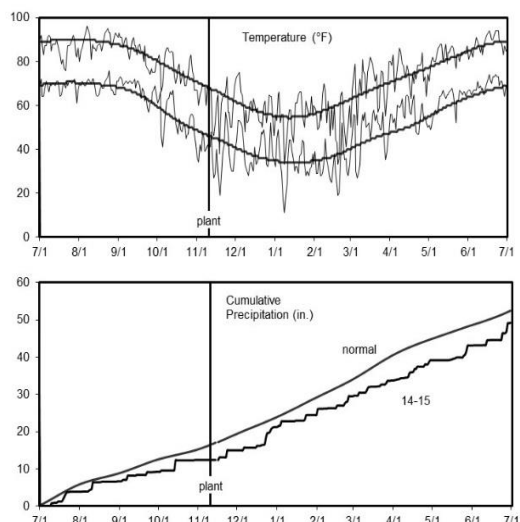 100
Temperature (°F)
80
60
40
20
plant
0
7/1 8/1 9/1 10/1 11/1 12/1 1/1 2/1 3/1 4/1 5/1 6/1 7/1
60
Cumulative
Precipitation (in.)
50
normal
40
30
14-15
20
10
plant
0
7/1 8/1 9/1 10/1 11/1 12/1 1/1 2/1 3/1 4/1 5/1 6/1 7/1